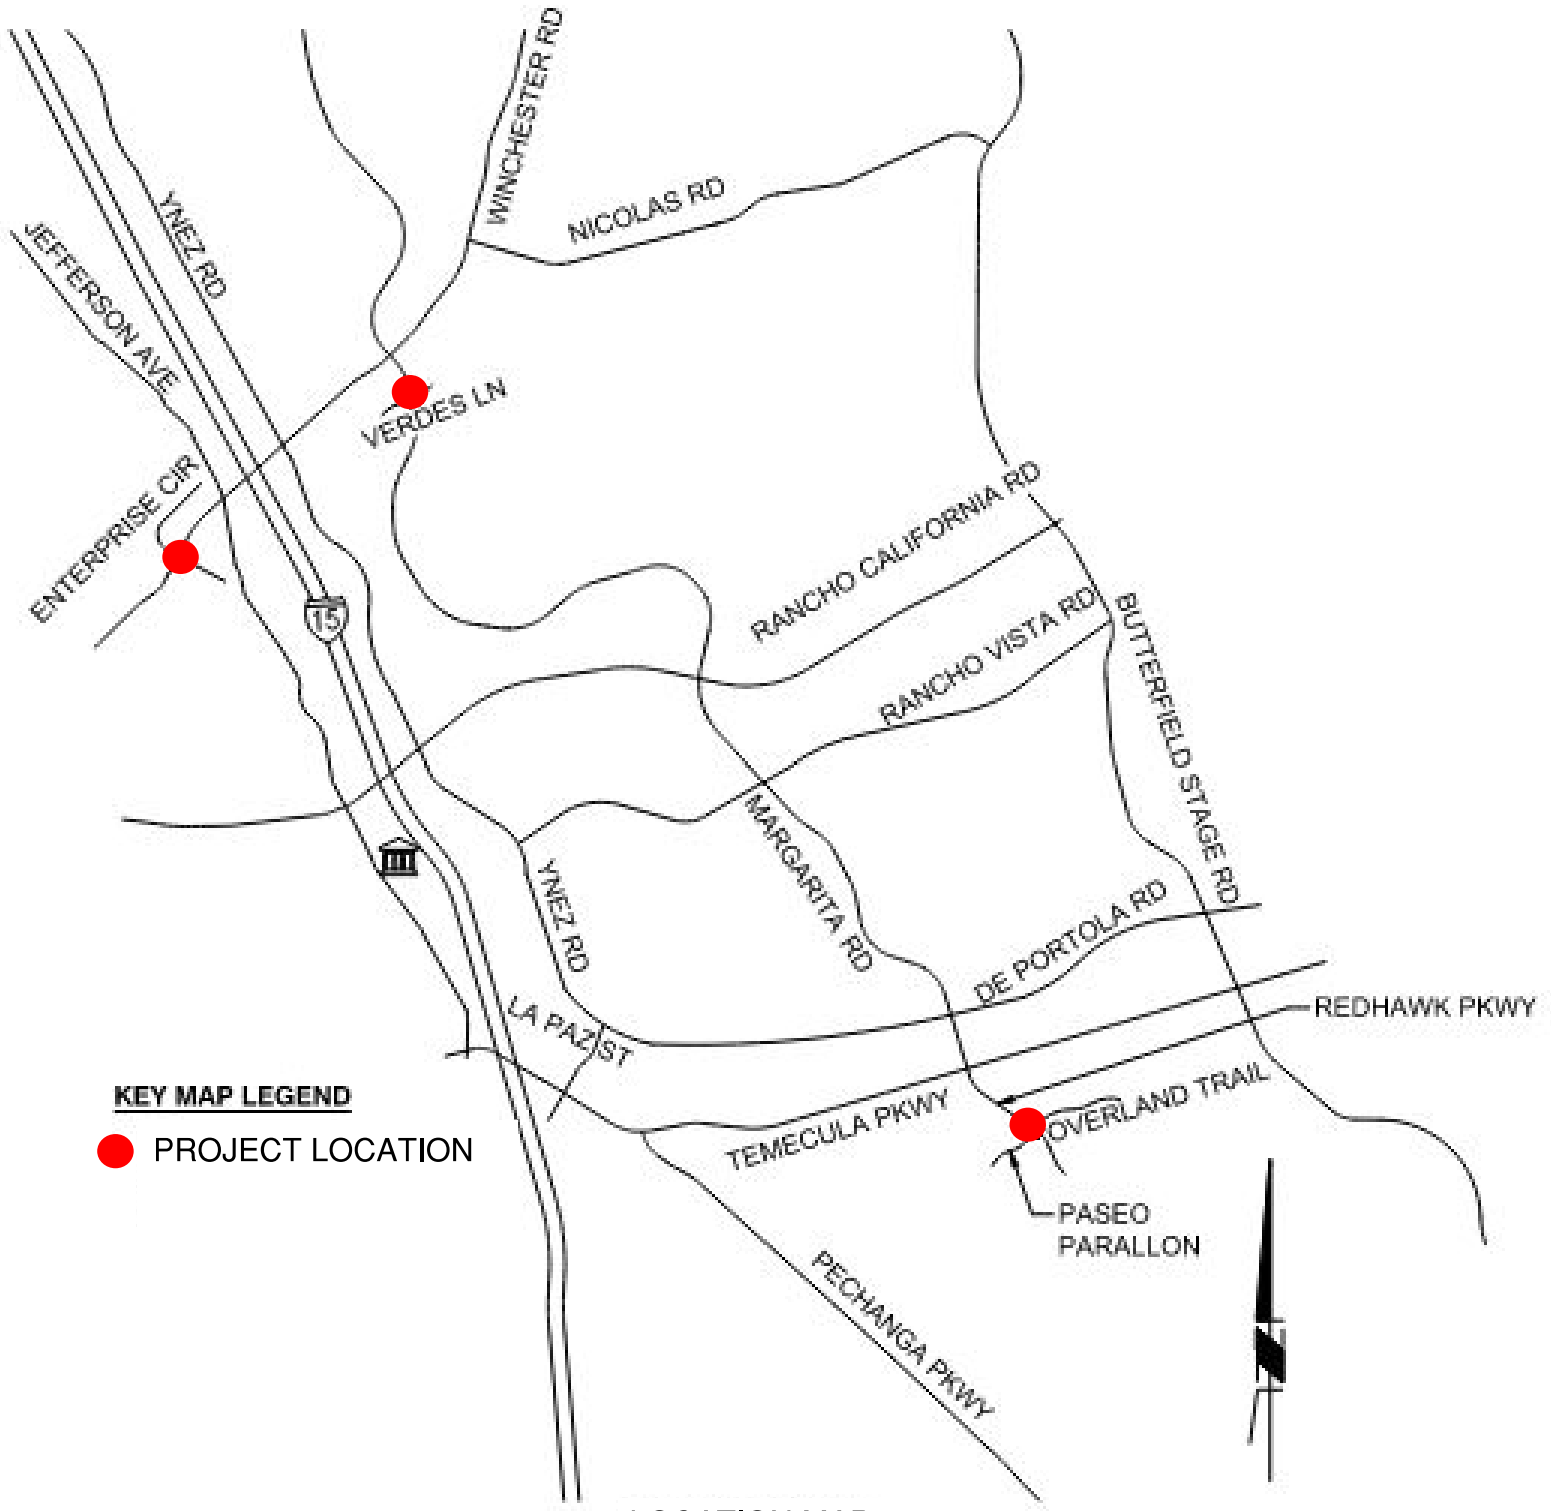 WINCHESTER RD
NICOLAS RD
YNEZ RD
JEFFERSON AVE
VERDES LN
ENTERPRISE CIR
RANCHO CALIFORNIA RD
15
RANCHO VISTA RD
BUTTERFIELD STAGE RD
MARGARITA RD
YNEZ RD
DE PORTOLA RD
LA PAZ ST
REDHAWK PKWY
KEY MAP LEGEND
PROJECT LOCATION
TEMECULA PKWY
OVERLAND TRAIL
PASEO
PARALLON
PECHANGA PKWY
N